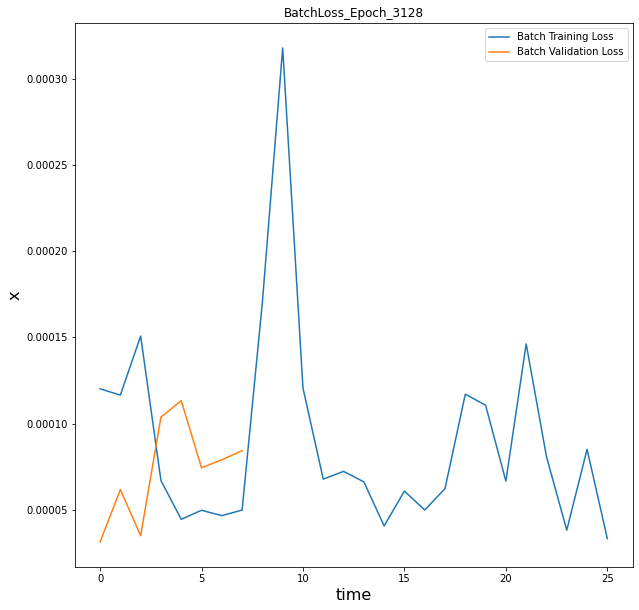 BatchLoss_Epoch_3128
Batch Training Loss
Batch Validation Loss
0.00030
0.00025
0.00020
0.00015
0.00010
0.00005
x
0 5 10 15 20 25
time